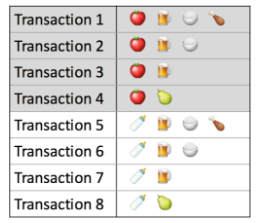 Transaction 1
Transaction 2
Transaction 3
Transaction 4
Transaction 5
Transaction 6
Transaction 7
Transaction 8